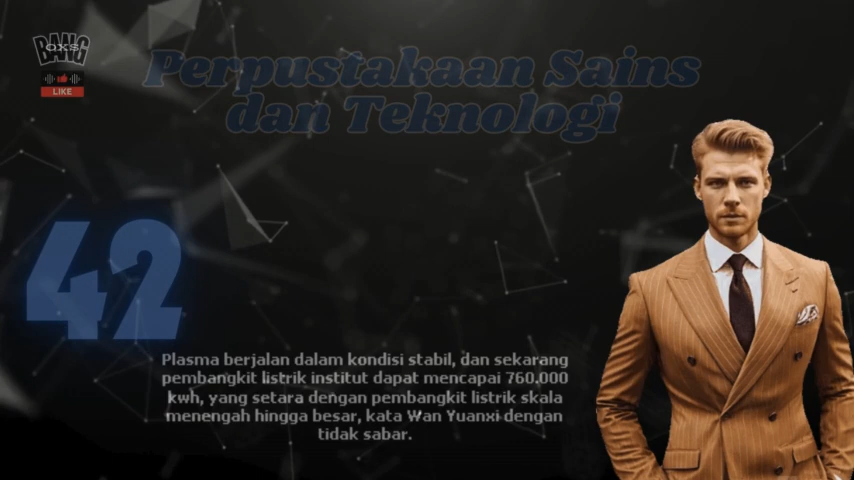 BANG
OXS
LIKE
Perpustakaan Sains
dan Teknologi
42
Plasma berjalan dalam kondisi stabil, dan sekarang
pembangkit listrik institut dapat mencapai 760.000
kwh, yang setara dengan pembangkit listrik skala
menengah hingga besar, kata Wan Yuanxi dengan
tidak sabar.